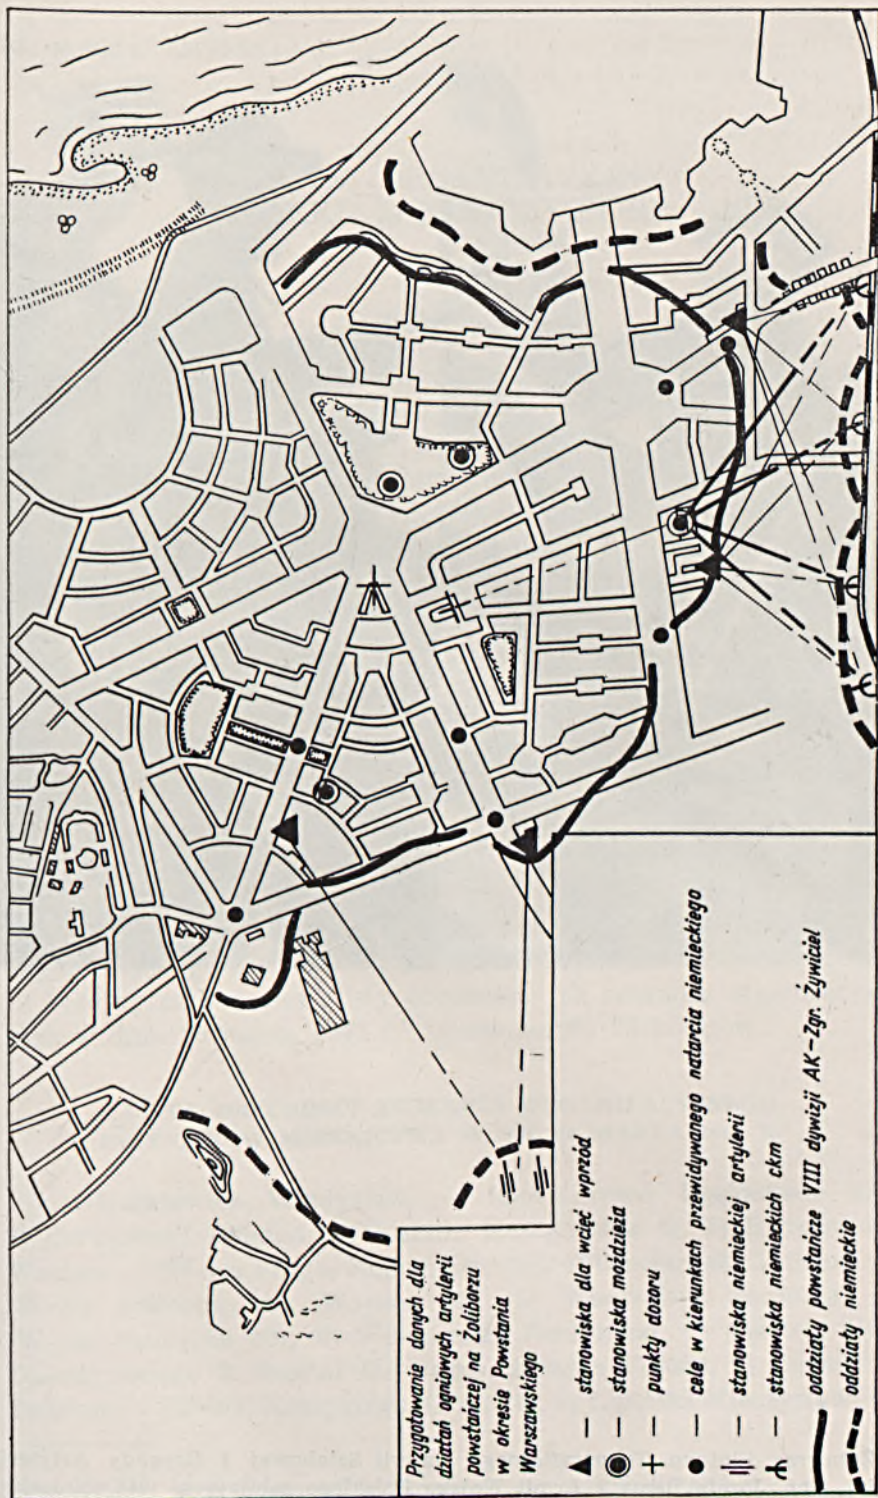 Przygotowanie danych dla
działań ogniowych artylerii
powstańczej na Żoliborzu
w okresie Powstania
Warszawskiego
— stanowiska dla wcięć wprzód
— stanowiska moździeża
— punkty dozoru
— cele w kierunkach przewidywanego natarcia niemieckiego
— stanowiska niemieckiej artylerii
— stanowiska niemieckich ckm
oddziały powstańcze VIII dywizji AK-Zgr. Żywiciel
oddziały niemieckie